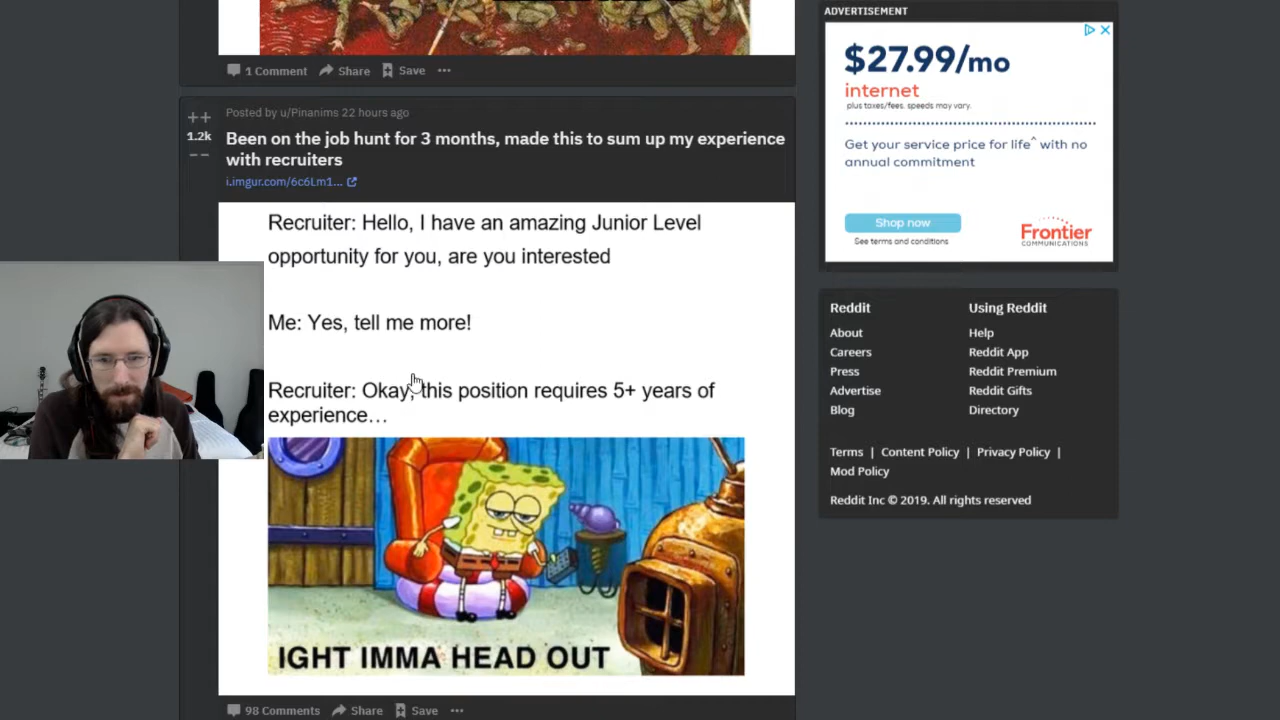 ADVERTISEMENT
$27.99/mo
internet
plus taxes/fees. speeds may vary.
Get your service price for life^ with no
annual commitment
Shop now
See terms and conditions
Frontier
COMMUNICATIONS
1 Comment Share Save
Posted by u/Pinanims 22 hours ago
1.2k
Been on the job hunt for 3 months, made this to sum up my experience
with recruiters
i.imgur.com/6c6Lm1...
Recruiter: Hello, I have an amazing Junior Level
opportunity for you, are you interested
Me: Yes, tell me more!
Recruiter: Okay, this position requires 5+ years of
experience...
IGHT IMMA HEAD OUT
98 Comments Share Save
Reddit Using Reddit
About Help
Careers Reddit App
Press Reddit Premium
Advertise Reddit Gifts
Blog Directory
Terms | Content Policy | Privacy Policy |
Mod Policy
Reddit Inc © 2019. All rights reserved